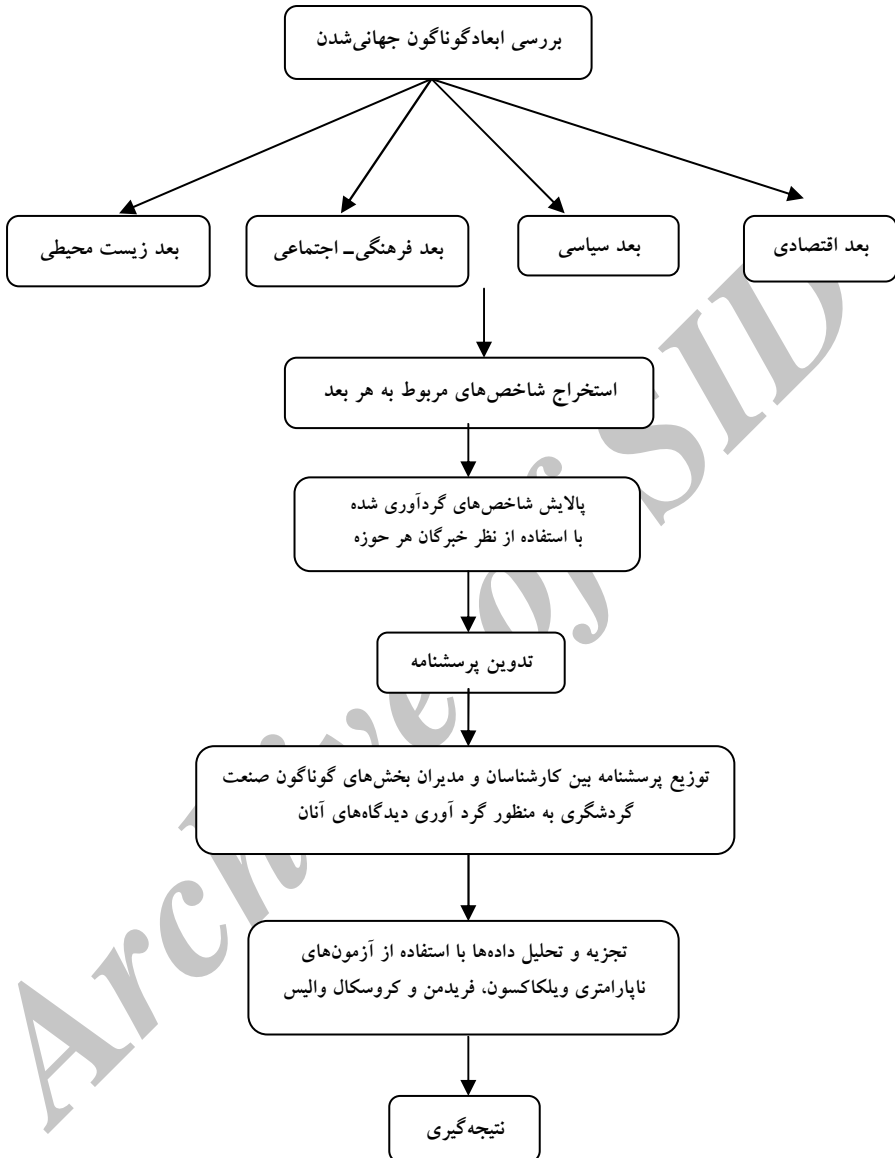 بررسی ابعادگوناگون جهانی‌شدن
بعد اقتصادی
بعد سیاسی
بعد فرهنگی- اجتماعی
بعد زیست محیطی
استخراج شاخص‌های مربوط به هر بعد
پالایش شاخص‌های گردآوری شده
با استفاده از نظر خبرگان هر حوزه
تدوین پرسشنامه
توزیع پرسشنامه بین کارشناسان و مدیران بخش‌های گوناگون صنعت
گردشگری به منظور گرد آوری دیدگاه‌های آنان
تجزیه و تحلیل داده‌ها با استفاده از آزمون‌های
ناپارامتری ویلکاکسون، فریدمن و کروسکال والیس
نتیجه‌گیری
Archive of SID